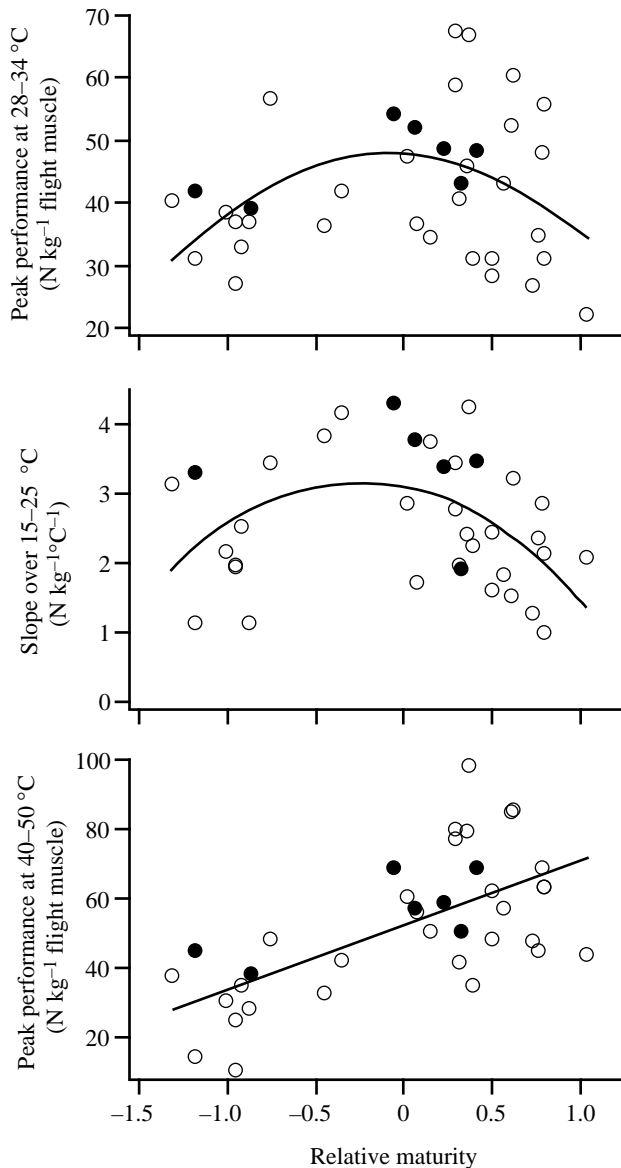 Peak performance at 28–34 °C
(N kg–1 flight muscle)
70
60
50
40
30
20
Slope over 15–25 °C
(N kg–1°C–1)
4
3
2
1
0
Peak performance at 40–50 °C
(N kg–1 flight muscle)
100
80
60
40
20
–1.5 –1.0 –0.5 0 0.5 1.0
Relative maturity